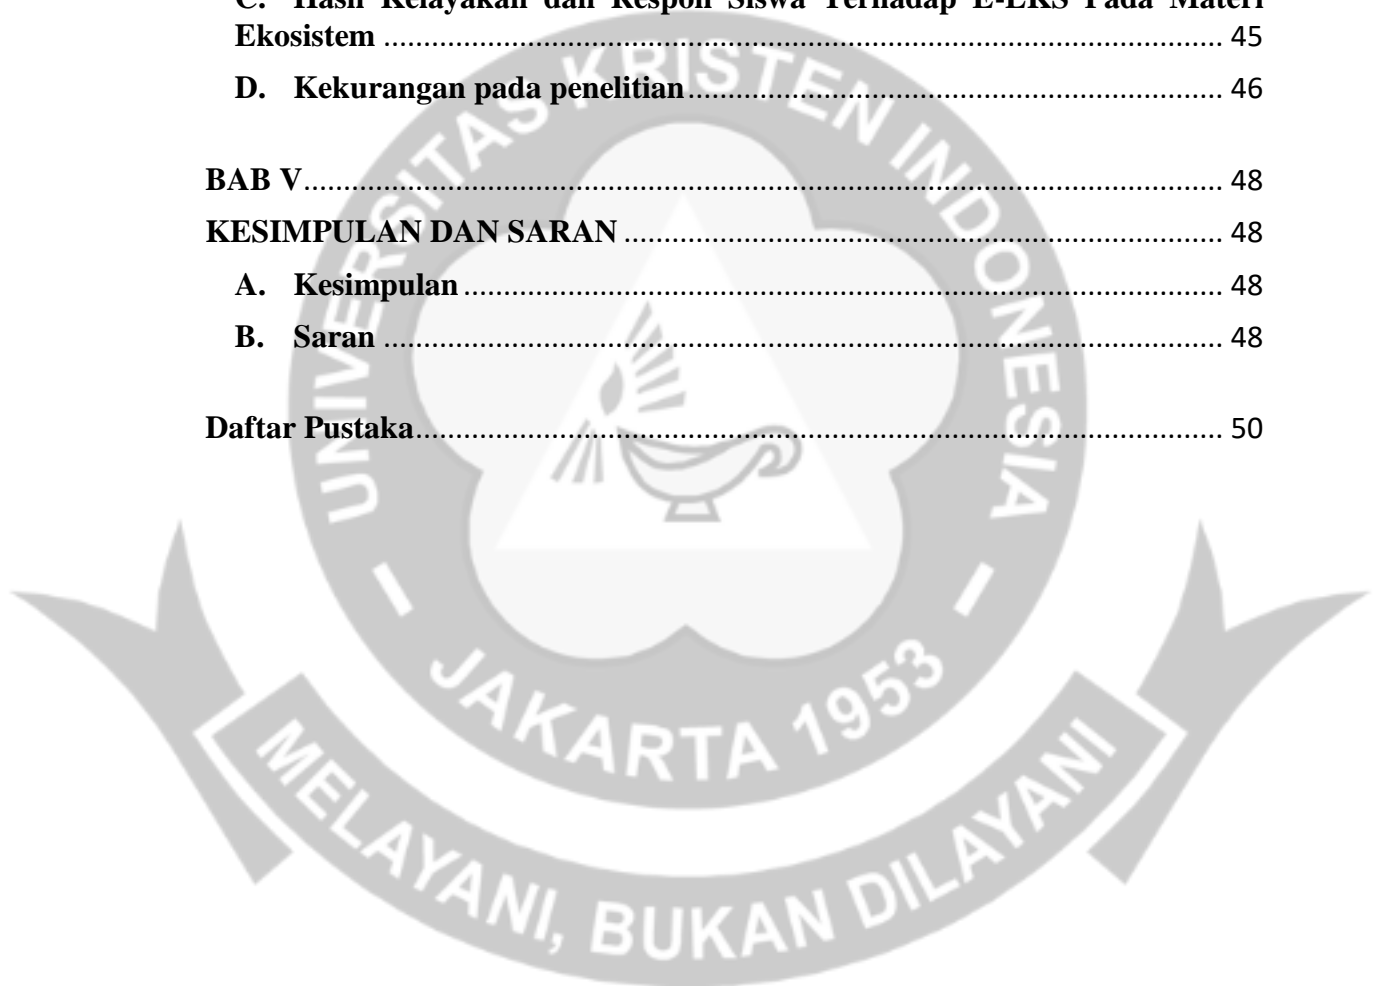 C. Hasil Kelayakan dan Respon Siswa Terhadap E-LKS Pada Materi
Ekosistem ........................................ 45
D. Kekurangan pada penelitian ........................................ 46
BAB V ........................................ 48
KESIMPULAN DAN SARAN ........................................ 48
A. Kesimpulan ........................................ 48
B. Saran ........................................ 48
Daftar Pustaka ........................................ 50
UNIVERSITAS KRISTEN INDONESIA
JAKARTA 1953
MELAYANI, BUKAN DILAYANI